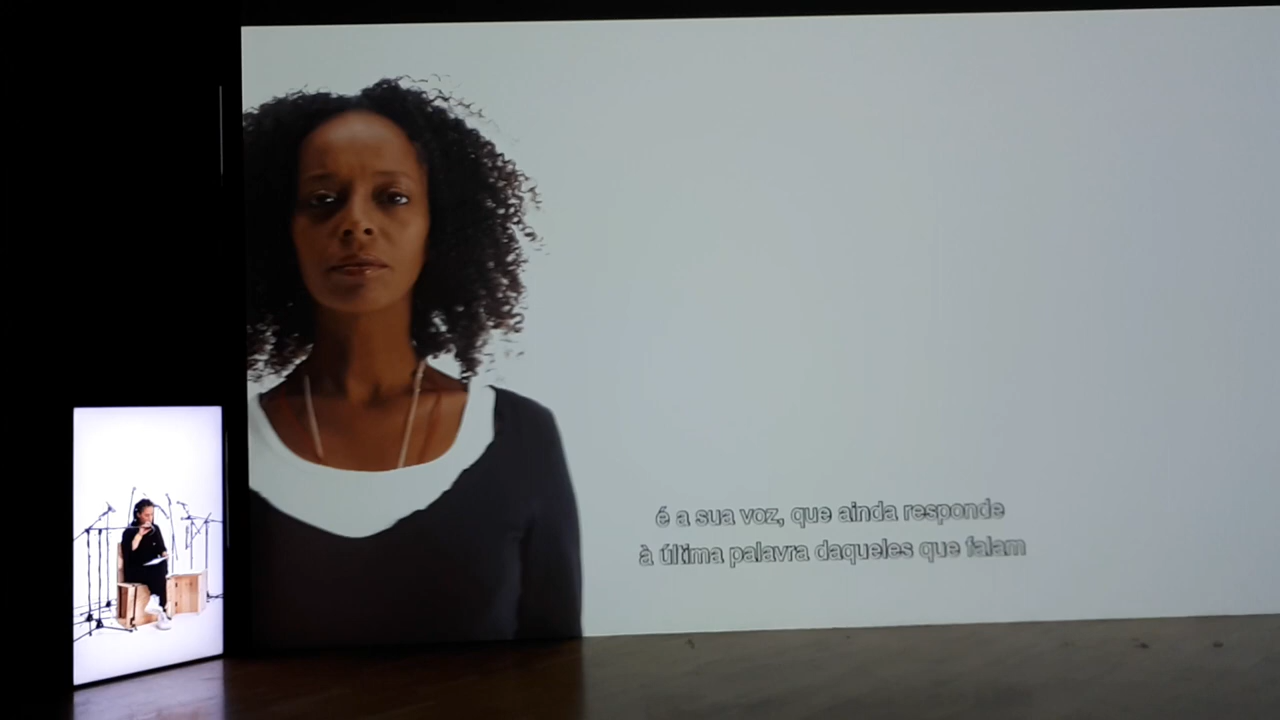 é a sua voz, que ainda responde
à última palavra daqueles que falam